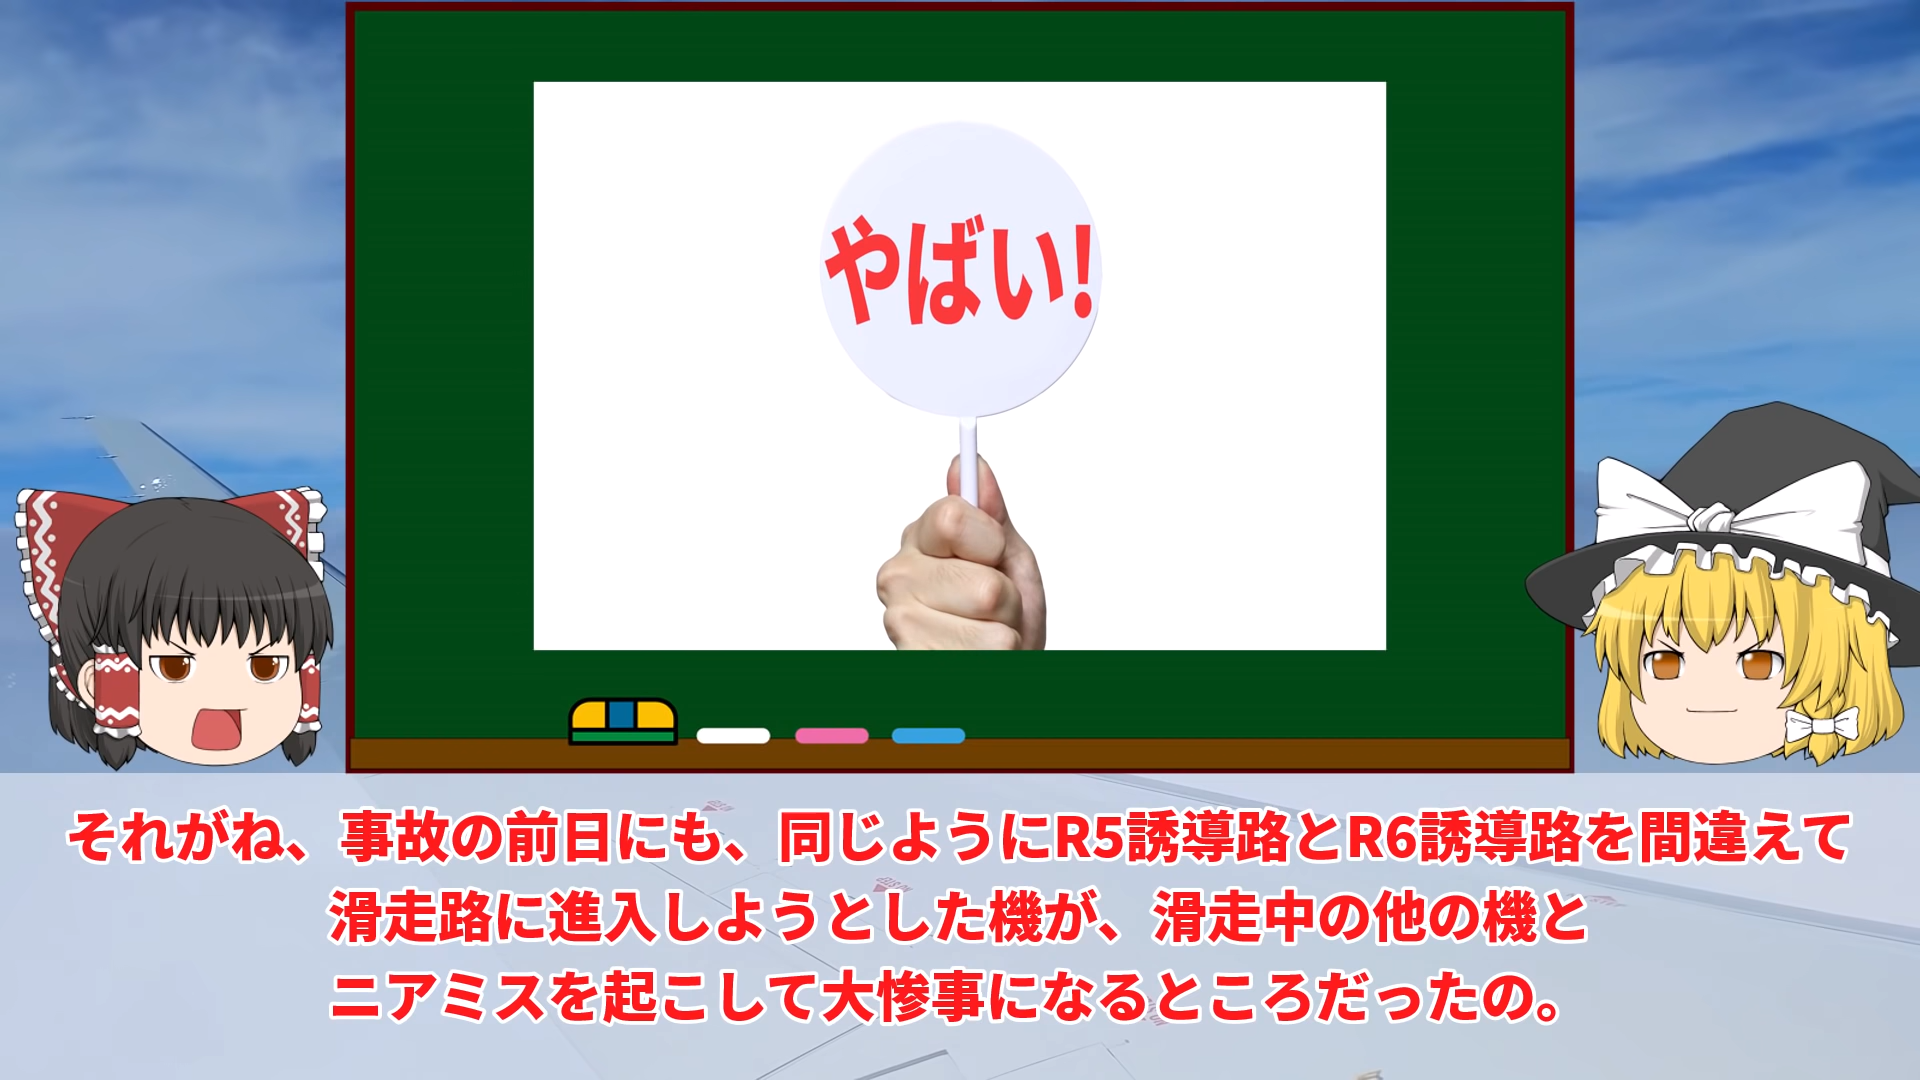 やばい!
それがね、事故の前日にも、同じようにR5誘導路とR6誘導路を間違えて
滑走路に進入しようとした機が、滑走中の他の機と
ニアミスを起こして大惨事になるところだったの。